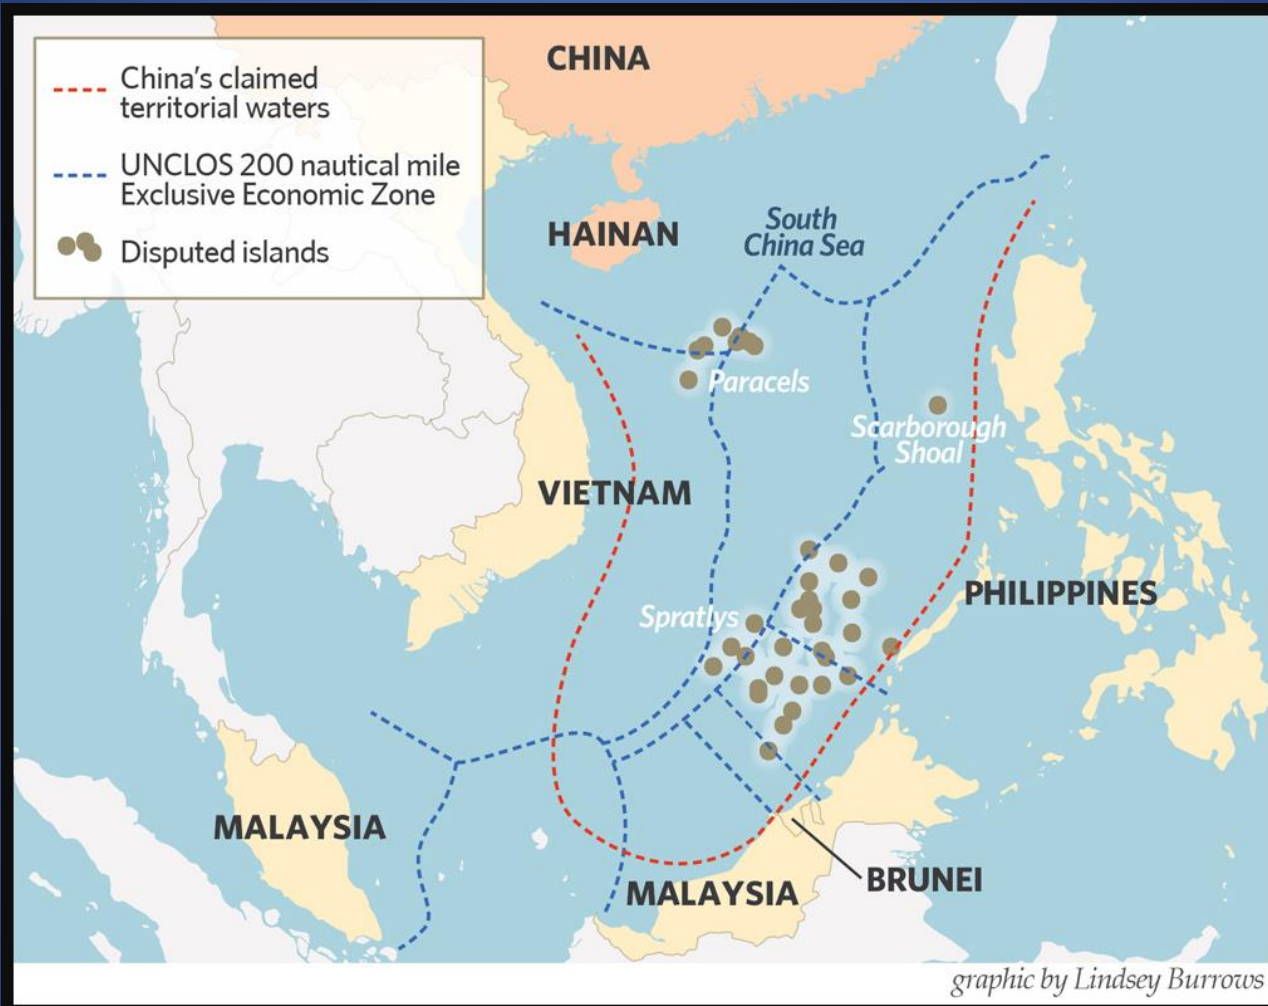 China's claimed
territorial waters
UNCLOS 200 nautical mile
Exclusive Economic Zone
Disputed islands
CHINA
HAINAN
South
China Sea
Paracels
Scarborough
Shoal
VIETNAM
Spratlys
PHILIPPINES
MALAYSIA
MALAYSIA
BRUNEI
graphic by Lindsey Burrows